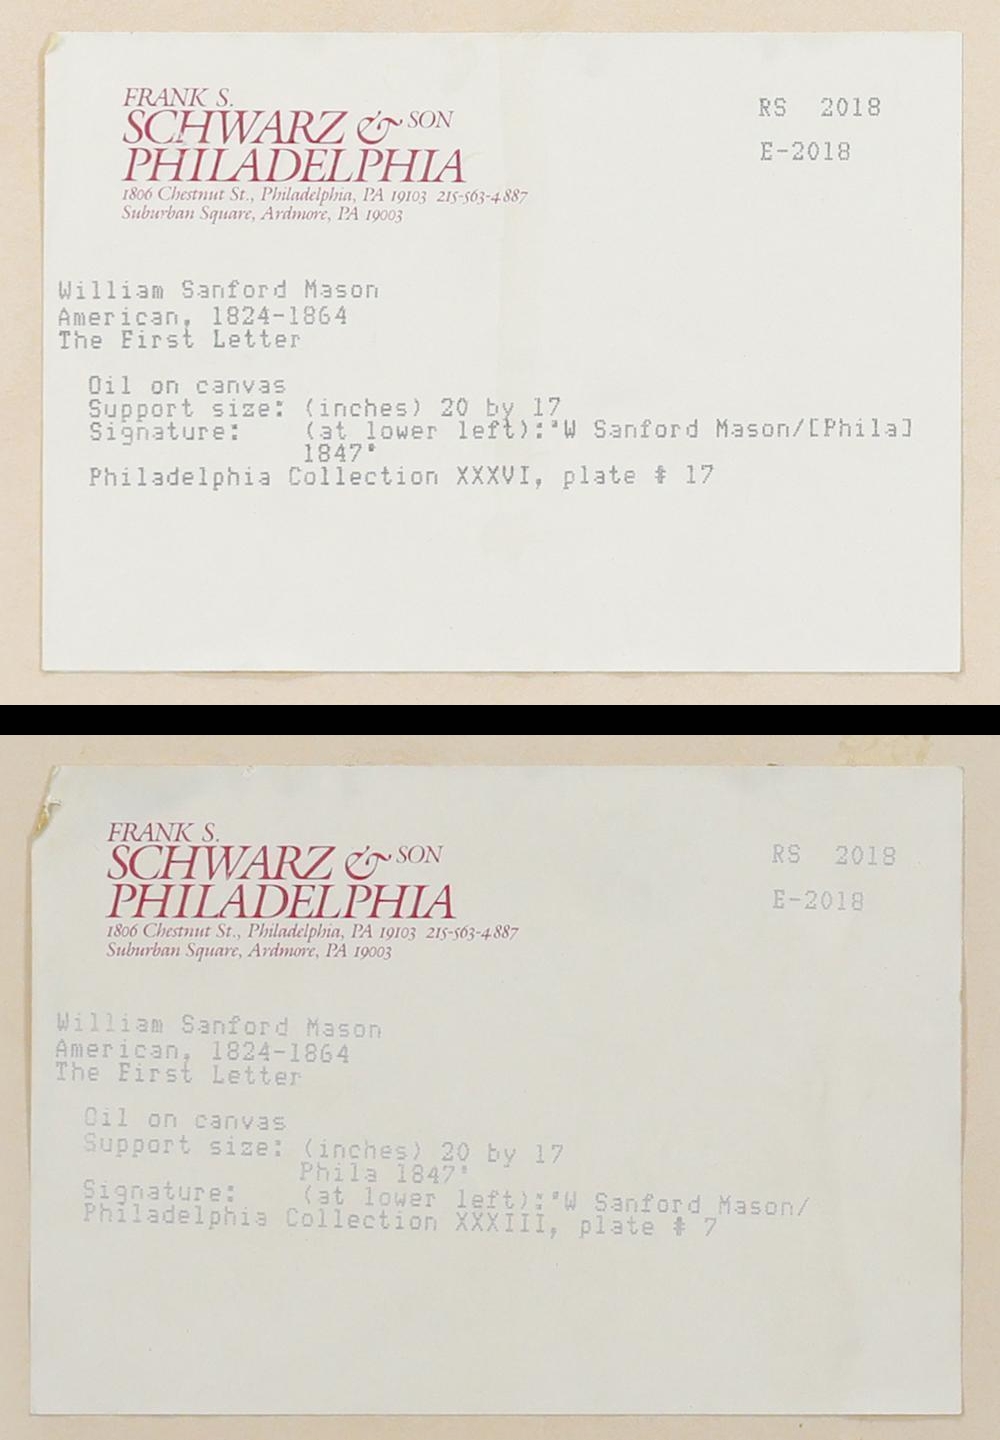 FRANK S.
SCHWARZ & SON
PHILADELPHIA
1806 Chestnut St., Philadelphia, PA 19103 215-563-4887
Suburban Square, Ardmore, PA 19003
RS 2018
E-2018
William Sanford Mason
American, 1824-1864
The First Letter
Oil on canvas
Support size: (inches) 20 by 17
Signature: (at lower left):"W Sanford Mason/[Phila]
1847"
Philadelphia Collection XXXVI, plate # 17
FRANK S.
SCHWARZ & SON
PHILADELPHIA
1806 Chestnut St., Philadelphia, PA 19103 215-563-4887
Suburban Square, Ardmore, PA 19003
RS 2018
E-2018
William Sanford Mason
American, 1824-1864
The First Letter
Oil on canvas
Support size: (inches) 20 by 17
Phila 1847"
Signature: (at lower left):"W Sanford Mason/
Philadelphia Collection XXXIII, plate # 7